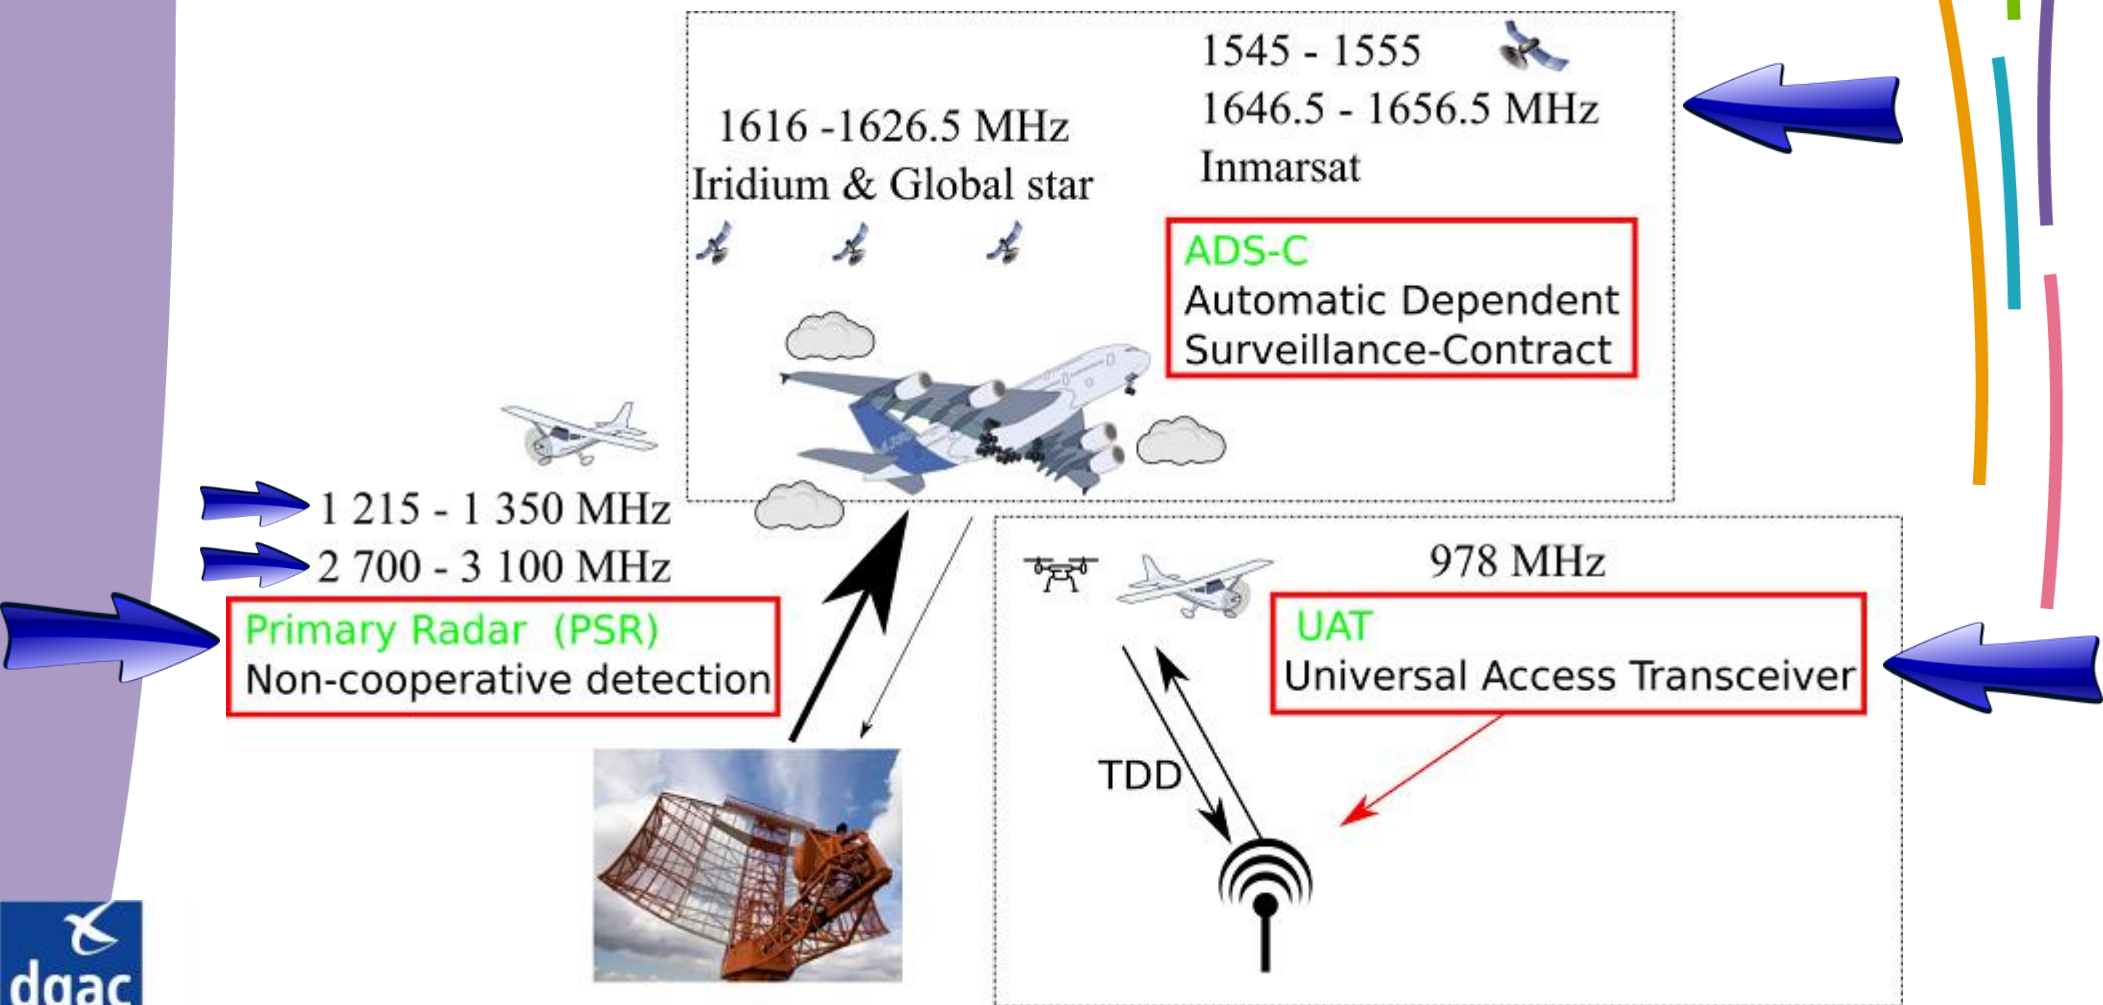 1545 - 1555
1646.5 - 1656.5 MHz
Inmarsat
1616 -1626.5 MHz
Iridium & Global star
ADS-C
Automatic Dependent
Surveillance-Contract
1 215 - 1 350 MHz
2 700 - 3 100 MHz
Primary Radar (PSR)
Non-cooperative detection
978 MHz
UAT
Universal Access Transceiver
TDD
dgac